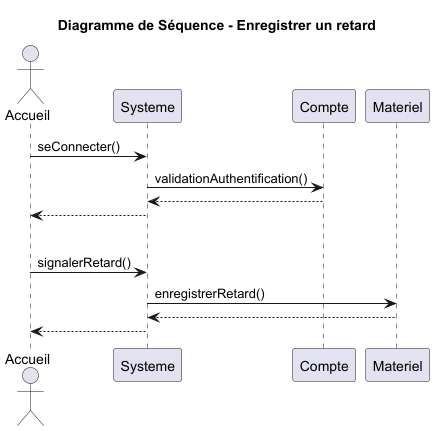 Diagramme de Séquence - Enregistrer un retard
Accueil
Systeme
Compte
Materiel
seConnecter()
validationAuthentification()
signalerRetard()
enregistrerRetard()
Accueil
Systeme
Compte
Materiel